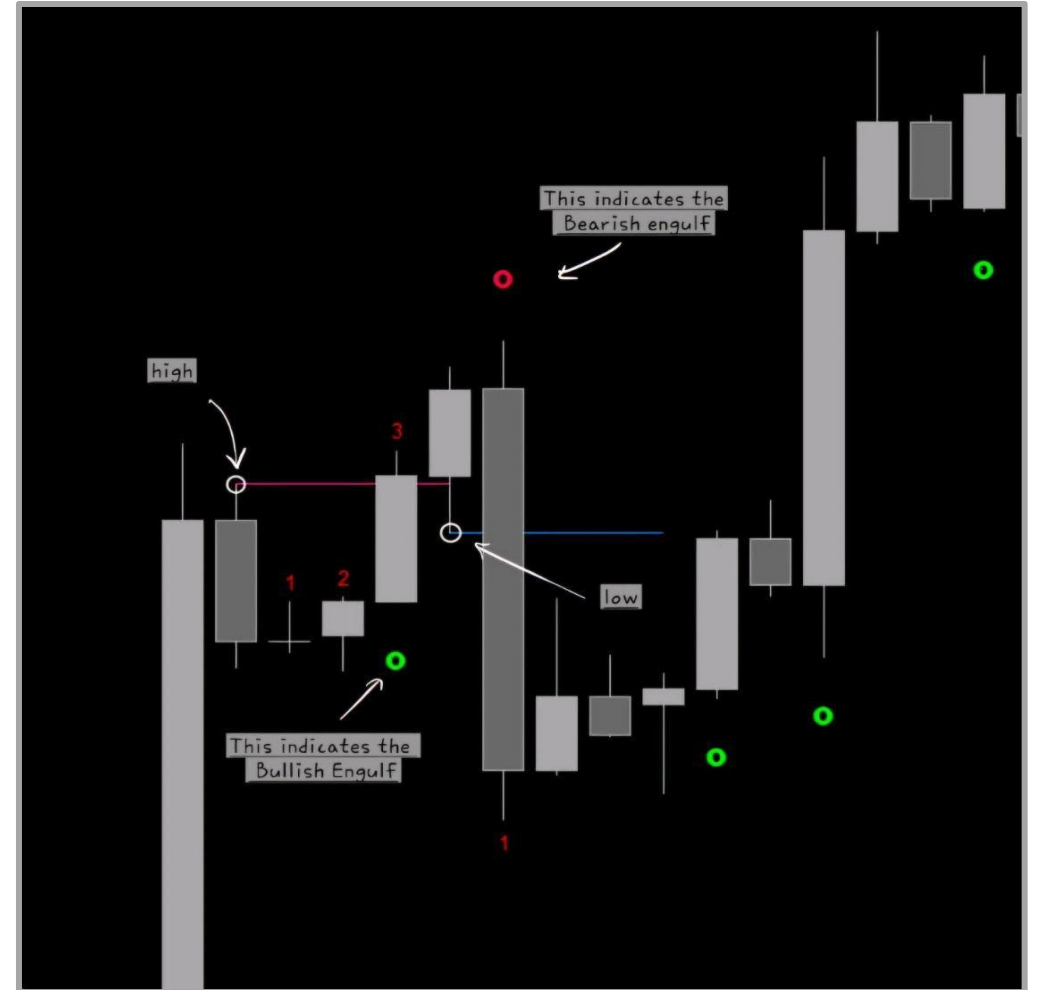 This indicates the
Bearish engulf
high
3
1
2
low
This indicates the
Bullish Engulf
1